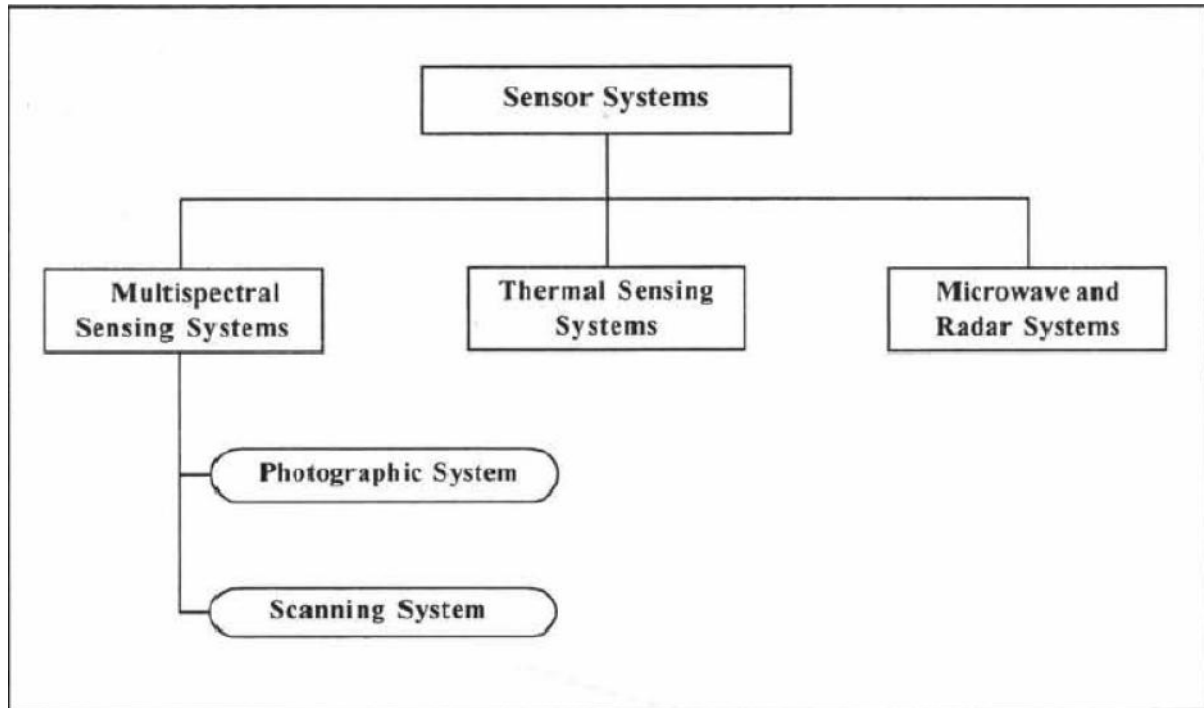 Sensor Systems
Multispectral
Sensing Systems
Thermal Sensing
Systems
Microwave and
Radar Systems
Photographic System
Scanning System